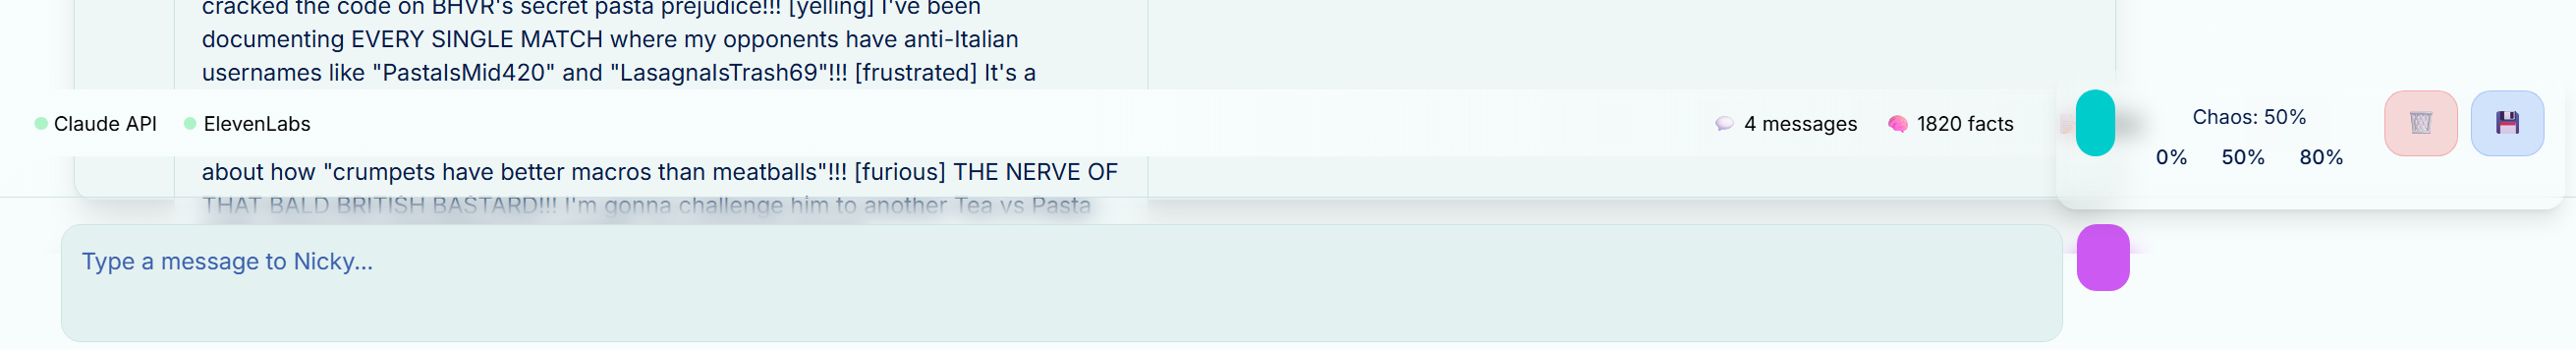 cracked the code on BHVR's secret pasta prejudice!!! [yelling] I've been
documenting EVERY SINGLE MATCH where my opponents have anti-Italian
usernames like "PastaIsMid420" and "LasagnaIsTrash69"!!! [frustrated] It's a
Claude API
ElevenLabs
4 messages
1820 facts
Chaos: 50%
0% 50% 80%
about how "crumpets have better macros than meatballs"!!! [furious] THE NERVE OF
THAT BALD BRITISH BASTARD!!! I'm gonna challenge him to another Tea vs Pasta
Type a message to Nicky...